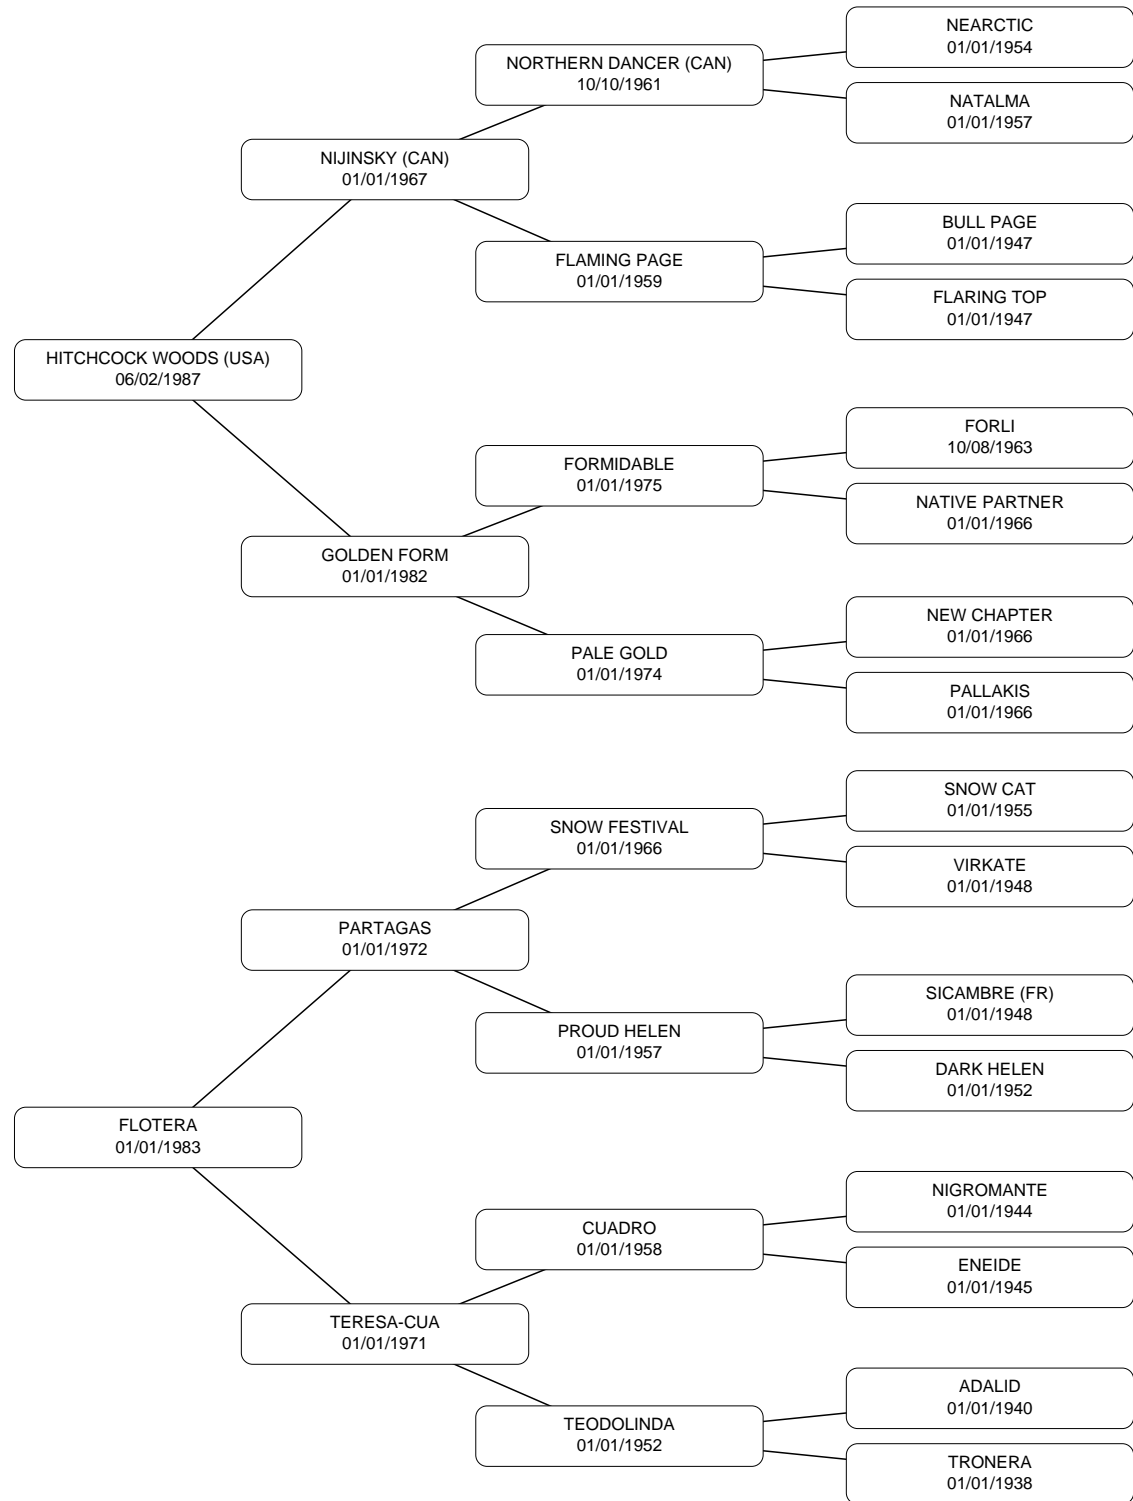 NEARCTIC
01/01/1954
NORTHERN DANCER (CAN)
10/10/1961
NATALMA
01/01/1957
NIJINSKY (CAN)
01/01/1967
BULL PAGE
01/01/1947
FLAMING PAGE
01/01/1959
FLARING TOP
01/01/1947
HITCHCOCK WOODS (USA)
06/02/1987
FORLI
10/08/1963
FORMIDABLE
01/01/1975
NATIVE PARTNER
01/01/1966
GOLDEN FORM
01/01/1982
NEW CHAPTER
01/01/1966
PALE GOLD
01/01/1974
PALLAKIS
01/01/1966
SNOW CAT
01/01/1955
SNOW FESTIVAL
01/01/1966
VIRKATE
01/01/1948
PARTAGAS
01/01/1972
SICAMBRE (FR)
01/01/1948
PROUD HELEN
01/01/1957
DARK HELEN
01/01/1952
FLOTERA
01/01/1983
NIGROMANTE
01/01/1944
CUADRO
01/01/1958
ENEIDE
01/01/1945
TERESA-CUA
01/01/1971
ADALID
01/01/1940
TEODOLINDA
01/01/1952
TRONERA
01/01/1938